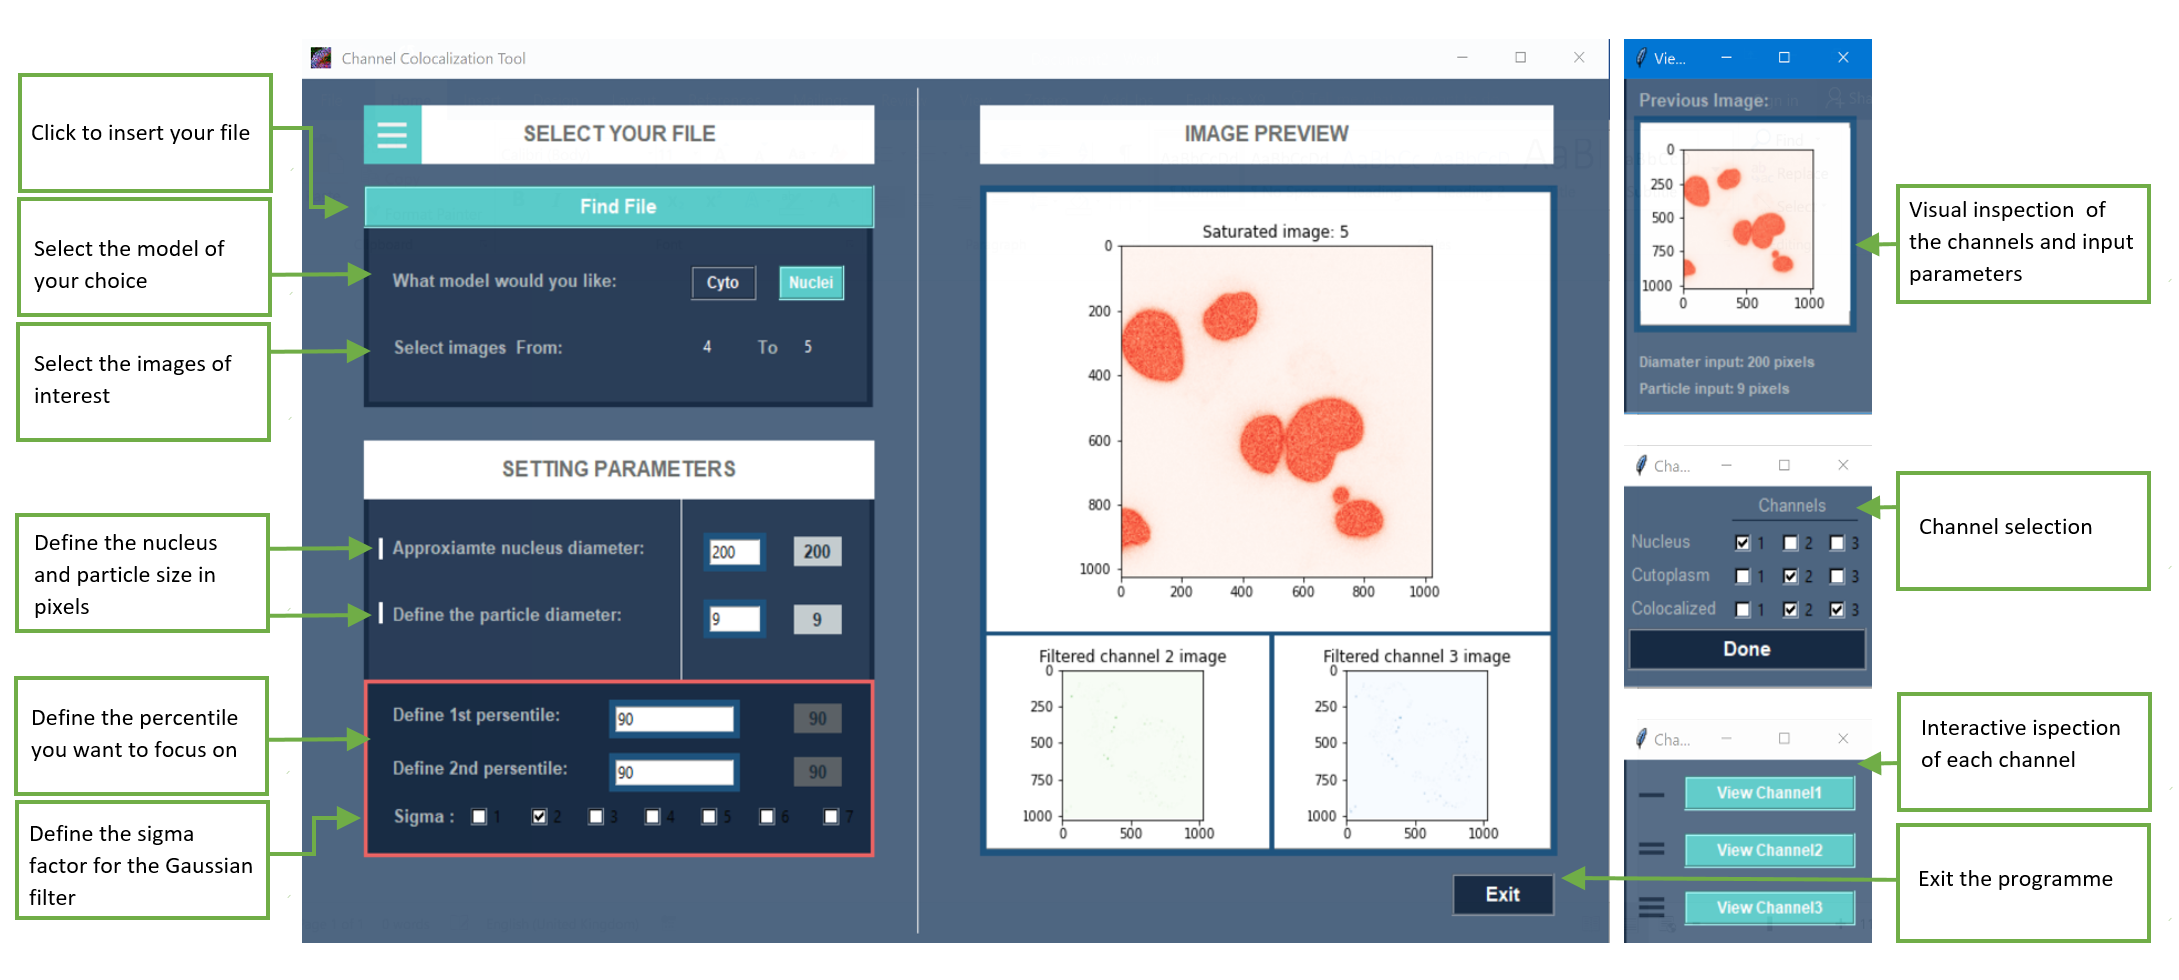 Channel Colocalization Tool
Click to insert your file
Select the model of
your choice
Select the images of
interest
Define the nucleus
and particle size in
pixels
Define the percentile
you want to focus on
Define the sigma
factor for the Gaussian
filter
SELECT YOUR FILE
Find File
What model would you like:
Cyto
Nuclei
Select images From:
4
To
5
SETTING PARAMETERS
Approxiamte nucleus diameter:
200
200
Define the particle diameter:
9
9
Define 1st persentile:
90
90
Define 2nd persentile:
90
90
Sigma :
1
2
3
4
5
6
7
IMAGE PREVIEW
Saturated image: 5
0
200
400
600
800
1000
0
200
400
600
800
1000
Filtered channel 2 image
0
250
500
750
1000
0
500
1000
Filtered channel 3 image
0
250
500
750
1000
0
500
1000
Exit
Vie...
Previous Image:
0
250
500
750
1000
0
500
1000
Diamater input: 200 pixels
Particle input: 9 pixels
Cha...
Channels
Nucleus
1
2
3
Cutoplasm
1
2
3
Colocalized
1
2
3
Done
Cha...
View Channel1
View Channel2
View Channel3
Visual inspection of
the channels and input
parameters
Channel selection
Interactive ispection
of each channel
Exit the programme